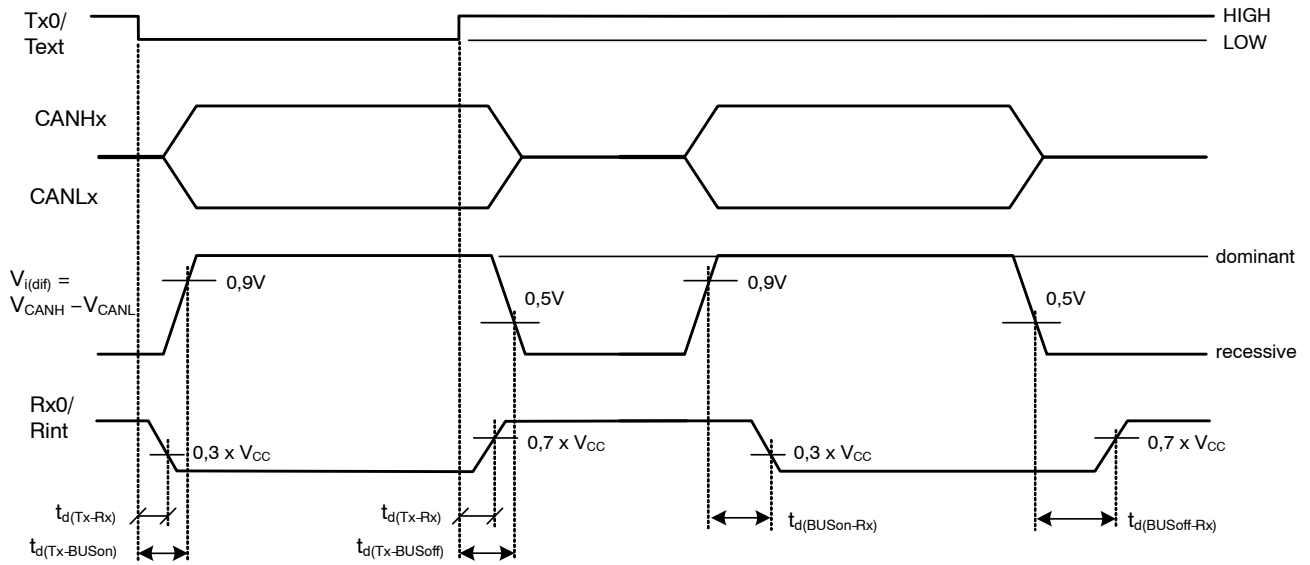 Tx0/
Text
HIGH
LOW
CANHx
CANLx
Vi(dif) =
VCANH – VCANL
0,9V
0,5V
0,9V
0,5V
dominant
recessive
Rx0/
Rint
0,3 x VCC
0,7 x VCC
0,3 x VCC
0,7 x VCC
td(Tx-Rx)
td(Tx-Rx)
td(BUSon-Rx)
td(BUSoff-Rx)
td(Tx-BUSon)
td(Tx-BUSoff)